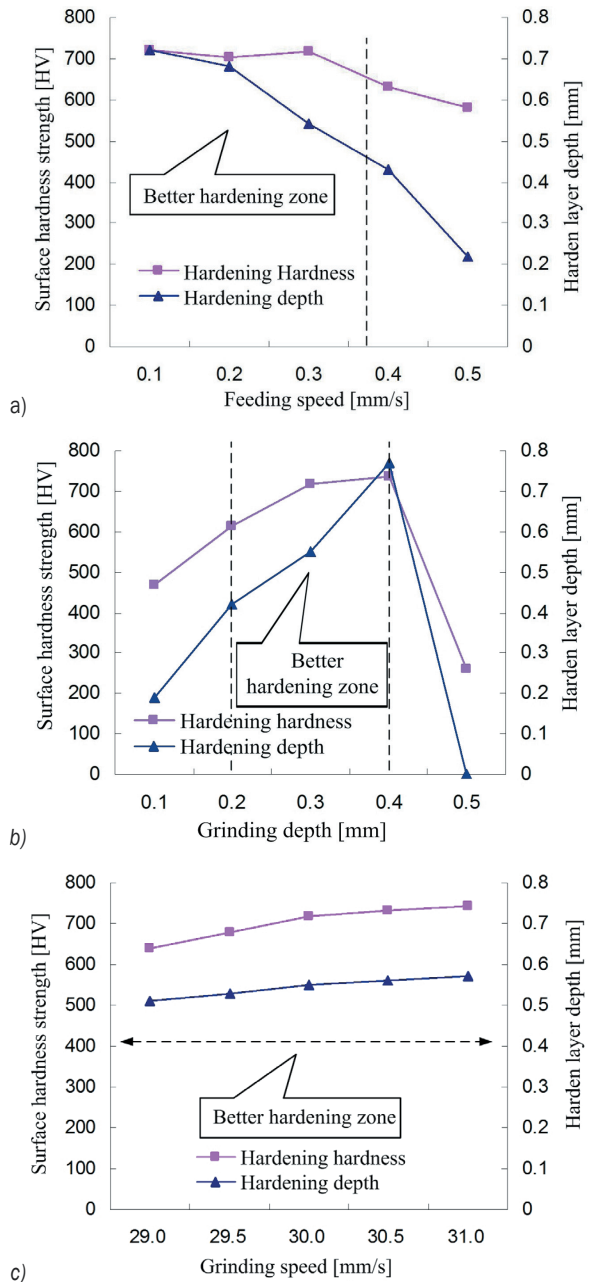 Surface hardness strength [HV]
800
700
600
500
400
300
200
100
0
0.8
0.7
0.6
0.5
0.4
0.3
0.2
0.1
0
Harden layer depth [mm]
Better hardening zone
Hardening Hardness
Hardening depth
0.1 0.2 0.3 0.4 0.5
Feeding speed [mm/s]
a)
Surface hardness strength [HV]
800
700
600
500
400
300
200
100
0
0.8
0.7
0.6
0.5
0.4
0.3
0.2
0.1
0
Harden layer depth [mm]
Better
hardening zone
Hardening hardness
Hardening depth
0.1 0.2 0.3 0.4 0.5
Grinding depth [mm]
b)
Surface hardness strength [HV]
800
700
600
500
400
300
200
100
0
0.8
0.7
0.6
0.5
0.4
0.3
0.2
0.1
0
Harden layer depth [mm]
Better hardening zone
Hardening hardness
Hardening depth
29.0 29.5 30.0 30.5 31.0
Grinding speed [mm/s]
c)